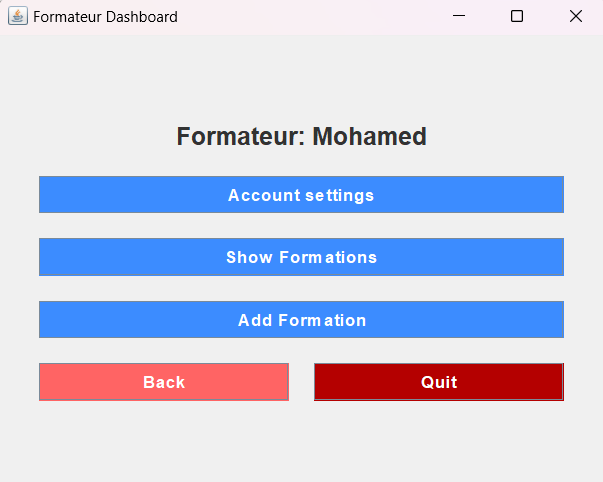 Formateur Dashboard
Formateur: Mohamed
Account settings
Show Formations
Add Formation
Back
Quit